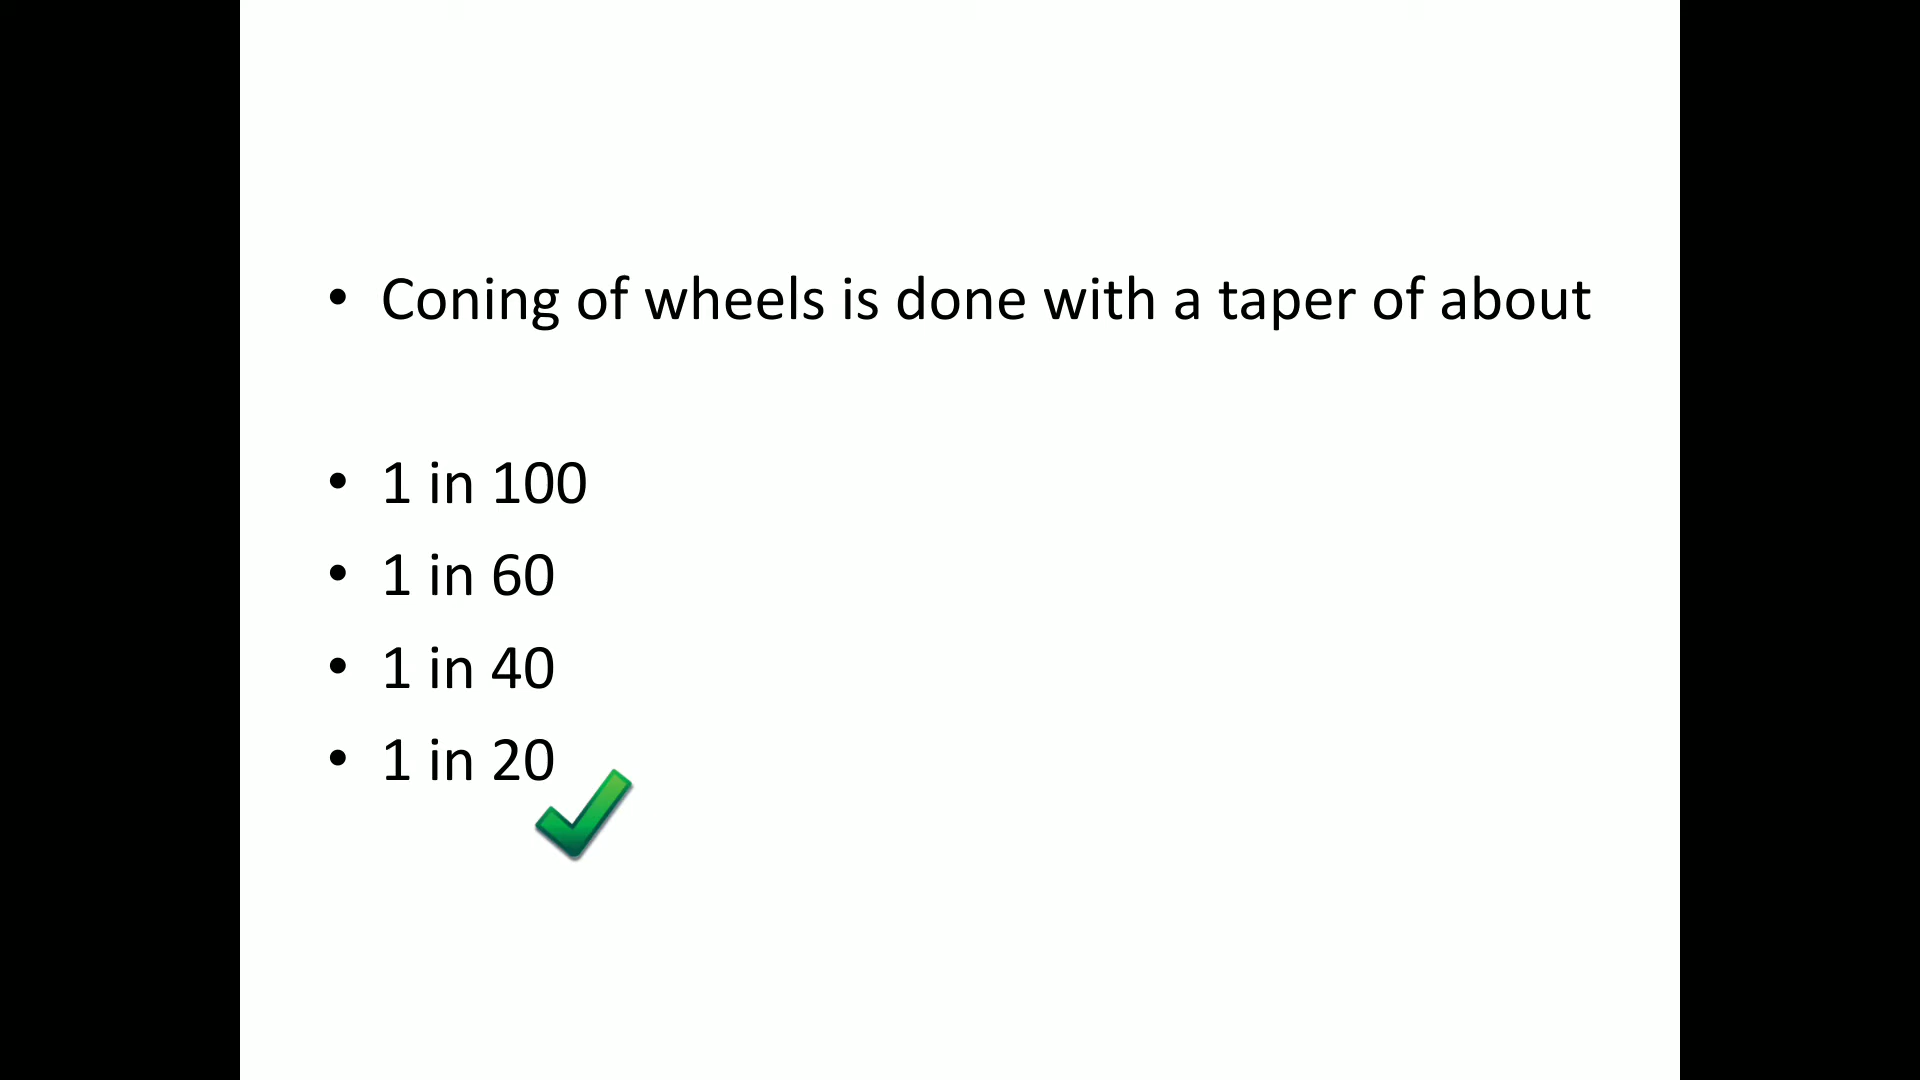 • Coning of wheels is done with a taper of about
• 1 in 100
• 1 in 60
• 1 in 40
• 1 in 20